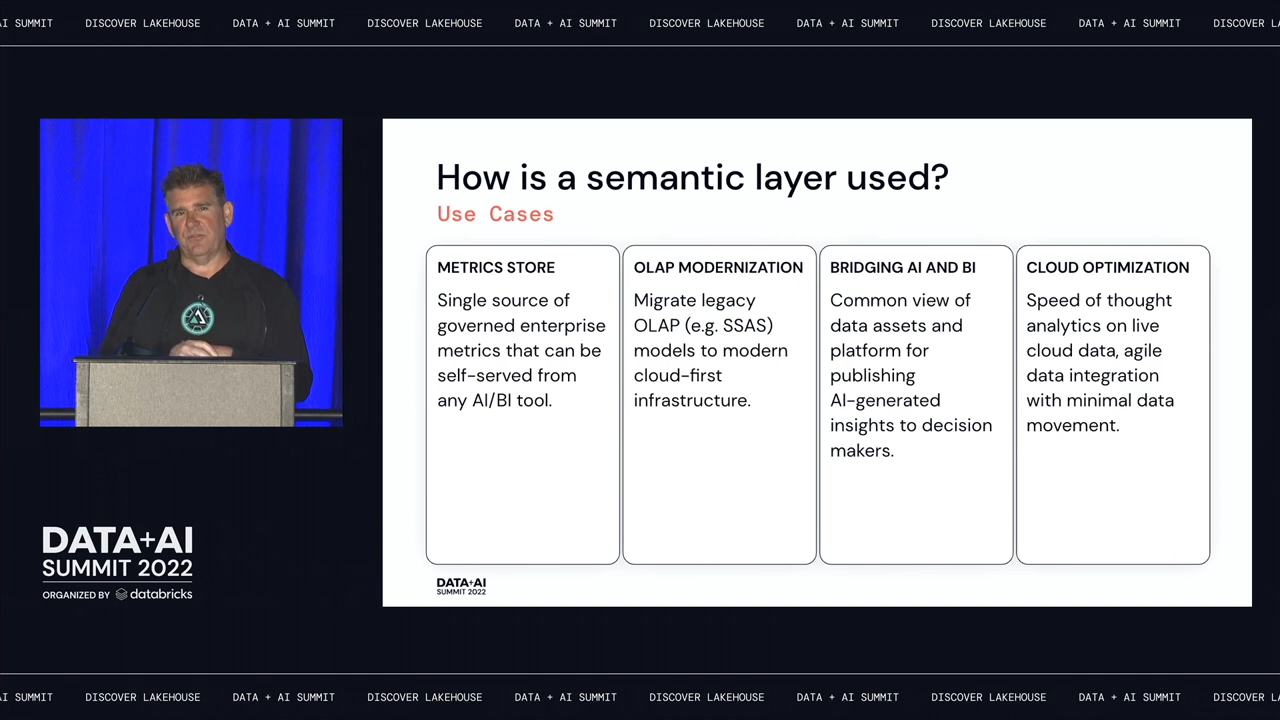 AI SUMMIT DISCOVER LAKEHOUSE DATA + AI SUMMIT DISCOVER LAKEHOUSE DATA + AI SUMMIT DISCOVER LAKEHOUSE DATA + AI SUMMIT DISCOVER LAKEHOUSE DATA + AI SUMMIT DISCOVER LA
How is a semantic layer used?
Use Cases
METRICS STORE
Single source of
governed enterprise
metrics that can be
self-served from
any AI/BI tool.
OLAP MODERNIZATION
Migrate legacy
OLAP (e.g. SSAS)
models to modern
cloud-first
infrastructure.
BRIDGING AI AND BI
Common view of
data assets and
platform for
publishing
AI-generated
insights to decision
makers.
CLOUD OPTIMIZATION
Speed of thought
analytics on live
cloud data, agile
data integration
with minimal data
movement.
DATA+AI
SUMMIT 2022
DATA+AI
SUMMIT 2022
ORGANIZED BY databricks
AI SUMMIT DISCOVER LAKEHOUSE DATA + AI SUMMIT DISCOVER LAKEHOUSE DATA + AI SUMMIT DISCOVER LAKEHOUSE DATA + AI SUMMIT DISCOVER LAKEHOUSE DATA + AI SUMMIT DISCOVER LA